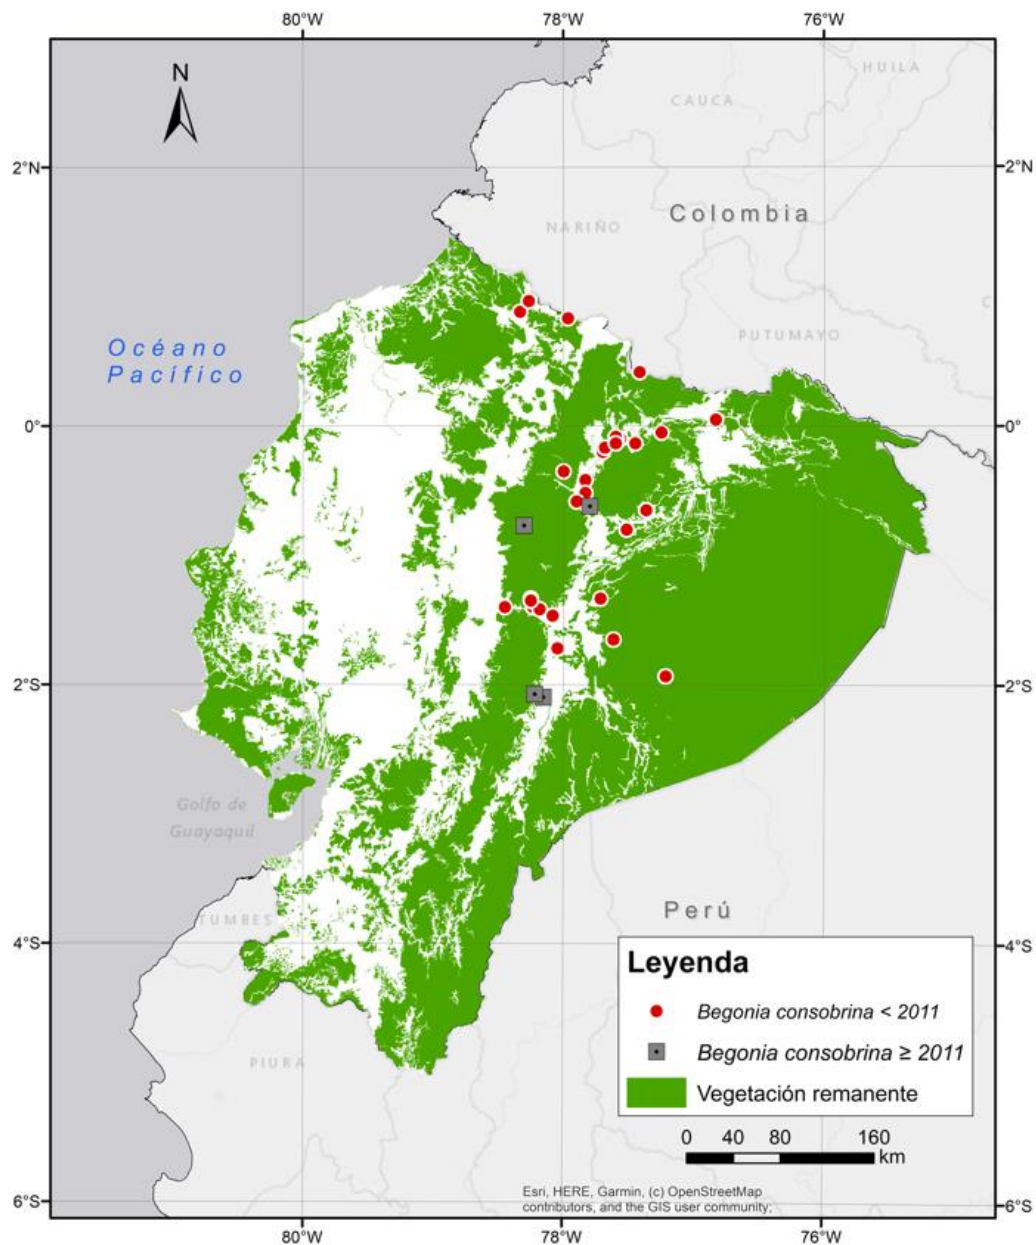 80°W 78°W 76°W
N
HUILA
CAUCA
2°N 2°N
Colombia
NARIÑO
PUTUMAYO
Océano
Pacífico
0° 0°
2°S 2°S
Golfo de
Guayaquil
Perú
TUMBES
4°S 4°S
Leyenda
Begonia consobrina < 2011
Begonia consobrina ≥ 2011
Vegetación remanente
PIURA
0 40 80 160
km
Esri, HERE, Garmin, (c) OpenStreetMap
contributors, and the GIS user community;
6°S 6°S
80°W 78°W 76°W